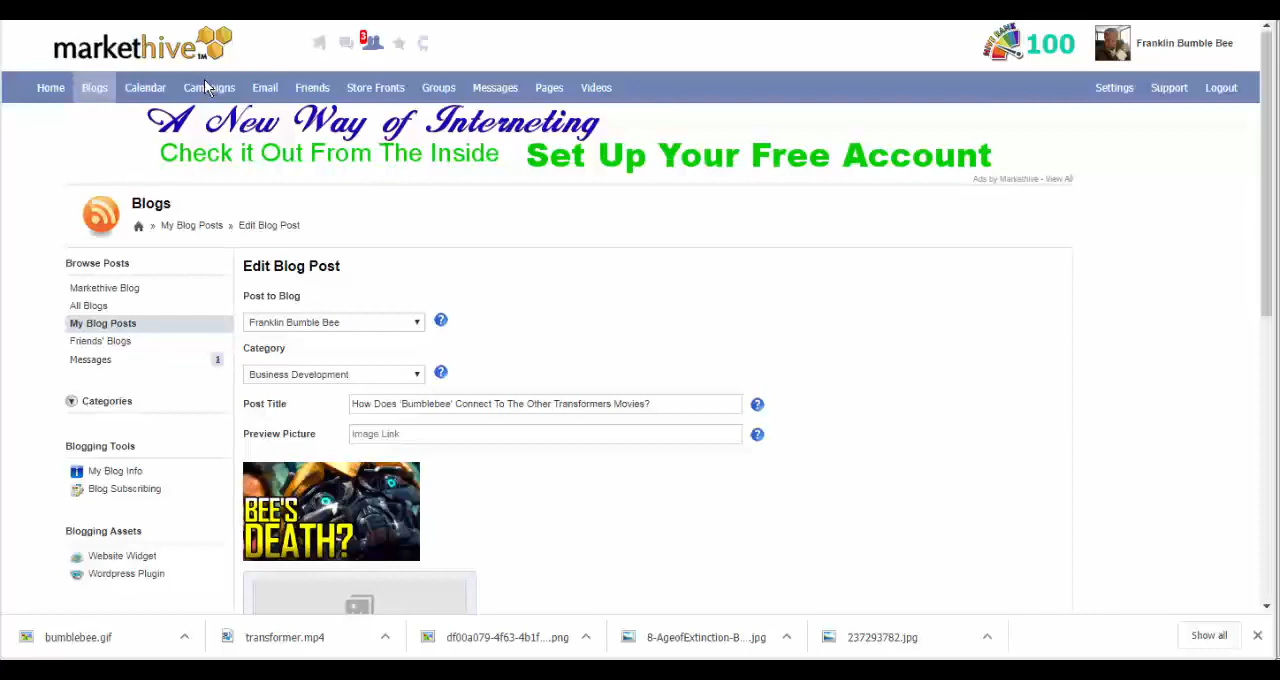 markethive TM
3
HIVE BANK
100
Franklin Bumble Bee
Home Blogs Calendar Campaigns Email Friends Store Fronts Groups Messages Pages Videos Settings Support Logout
A New Way of Interneting
Check it Out From The Inside Set Up Your Free Account
Ads by Markethive - View All
Blogs
» My Blog Posts » Edit Blog Post
Browse Posts
Markethive Blog
All Blogs
My Blog Posts
Friends' Blogs
Messages 1
Categories
Blogging Tools
My Blog Info
Blog Subscribing
Blogging Assets
Website Widget
Wordpress Plugin
Edit Blog Post
Post to Blog
Franklin Bumble Bee
Category
Business Development
Post Title How Does 'Bumblebee' Connect To The Other Transformers Movies?
Preview Picture Image Link
BEE'S
DEATH?
bumblebee.gif transformer.mp4 df00a079-4f63-4b1f....png 8-AgeofExtinction-B....jpg 237293782.jpg Show all